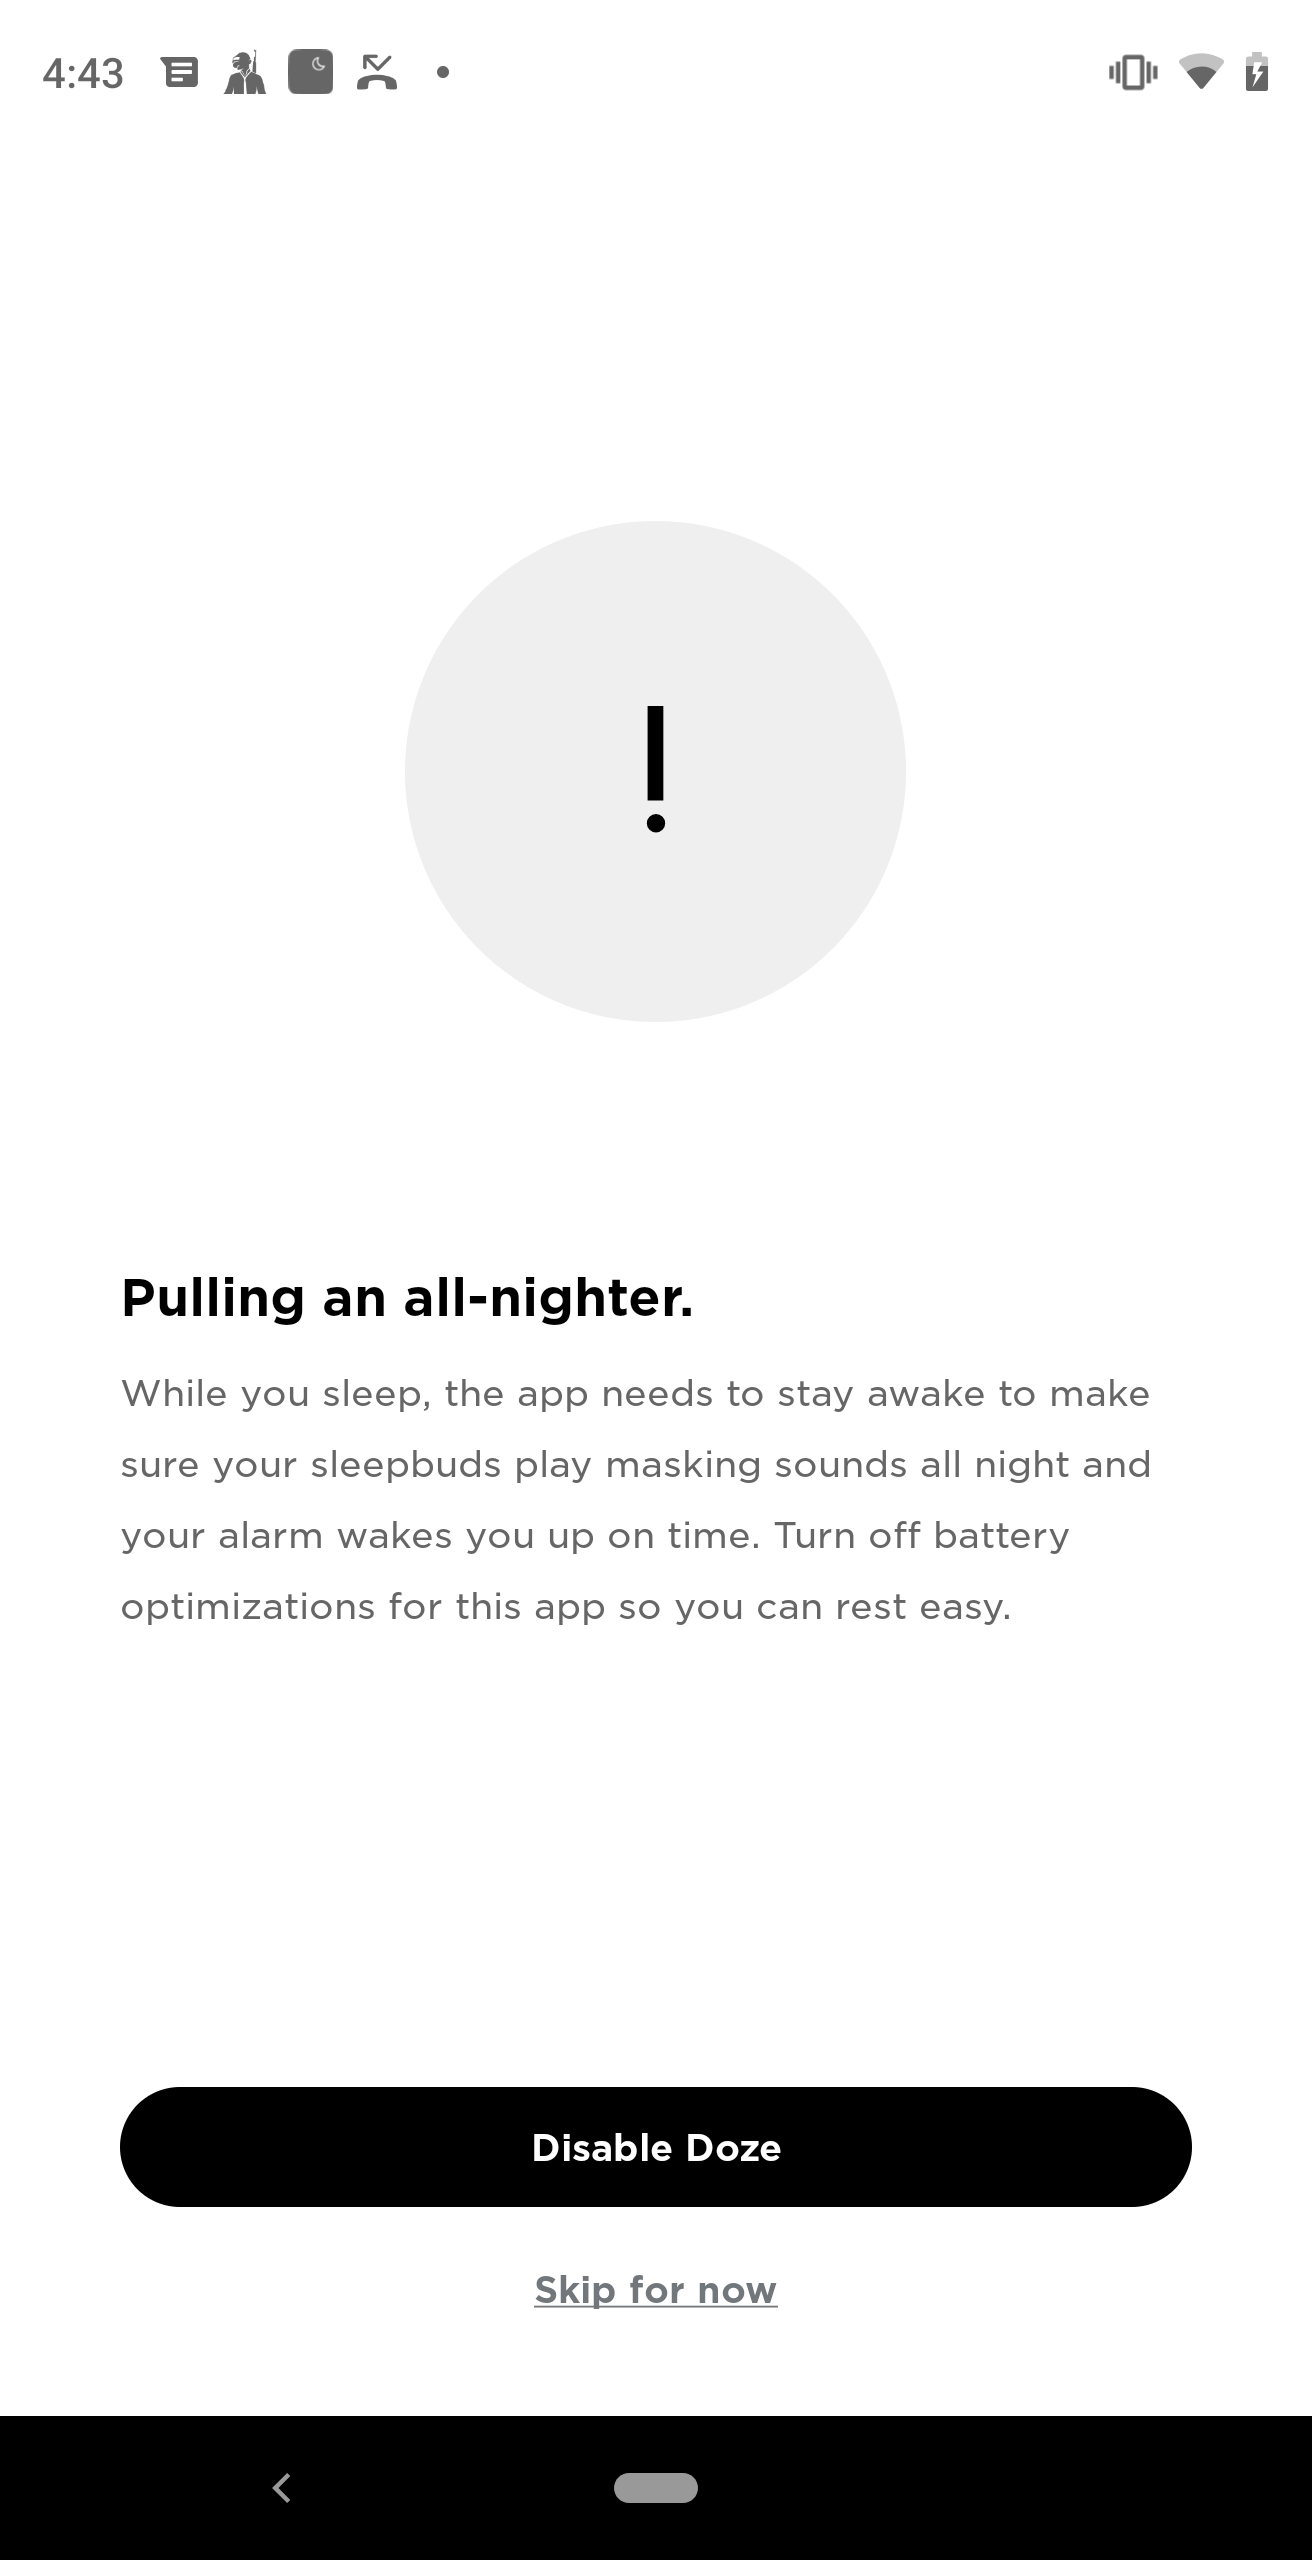 4:43
Pulling an all-nighter.
While you sleep, the app needs to stay awake to make
sure your sleepbuds play masking sounds all night and
your alarm wakes you up on time. Turn off battery
optimizations for this app so you can rest easy.
Disable Doze
Skip for now